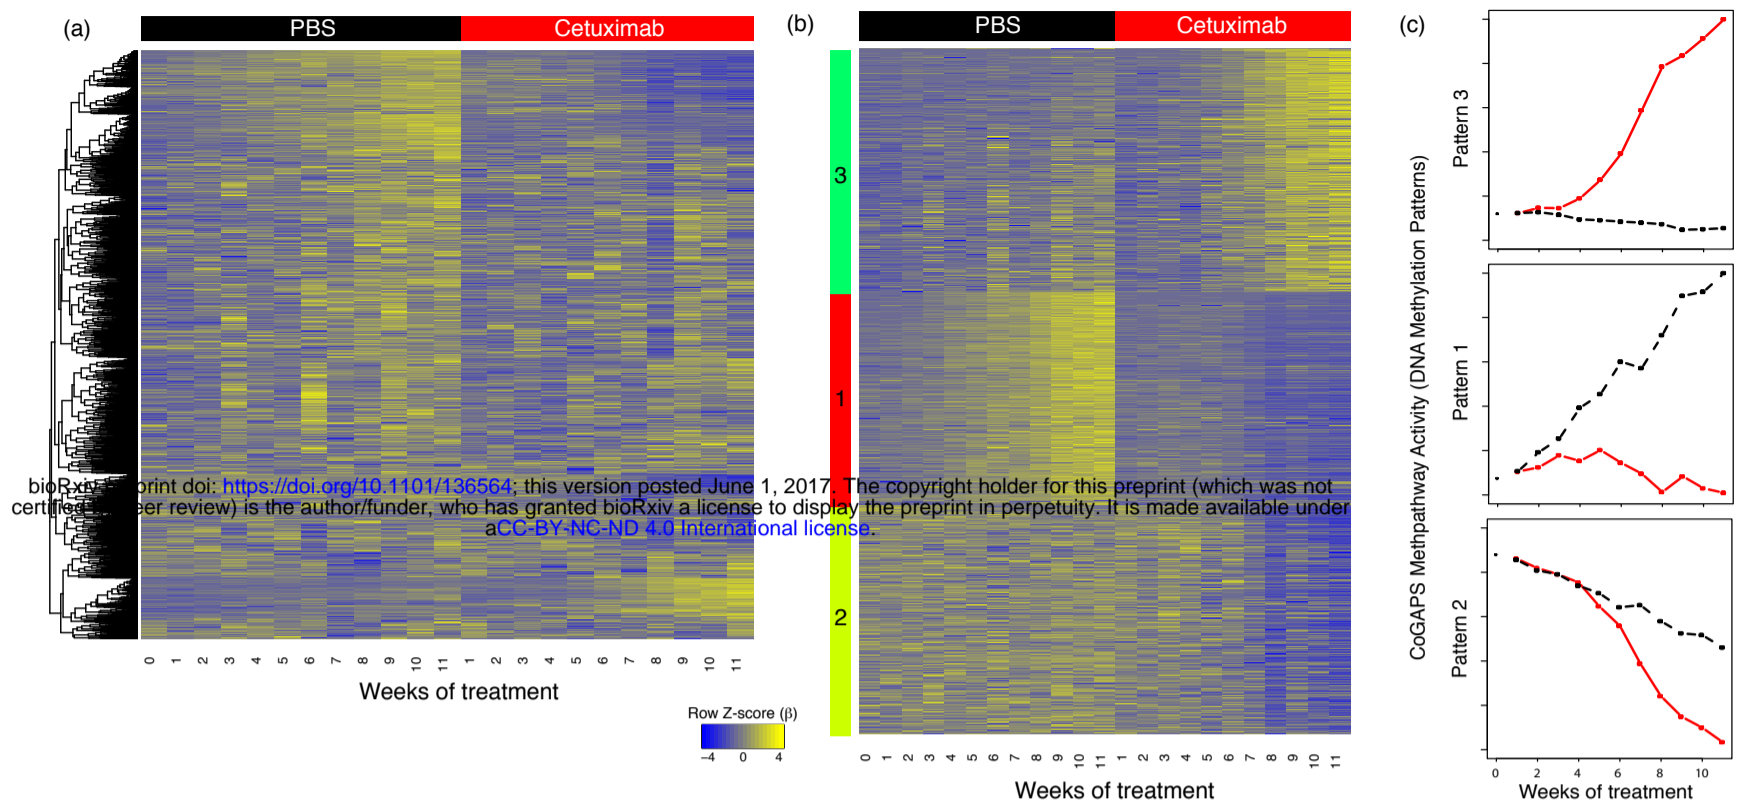 (a)
PBS
Cetuximab
0 1 2 3 4 5 6 7 8 9 10 11 1 2 3 4 5 6 7 8 9 10 11
Weeks of treatment
Row Z-score (β)
-4 0 4
(b)
PBS
Cetuximab
3
1
2
0 1 2 3 4 5 6 7 8 9 10 11 1 2 3 4 5 6 7 8 9 10 11
Weeks of treatment
(c)
CoGAPS Methpathway Activity (DNA Methylation Patterns)
Pattern 3
Pattern 1
Pattern 2
0 2 4 6 8 10
Weeks of treatment
doi: https://doi.org/10.1101/136564; this version posted June 1, 2017. The copyright holder for this preprint (which was not
review) is the author/funder, who has granted bioRxiv a license to display the preprint in perpetuity. It is made available under
aCC-BY-NC-ND 4.0 International license.